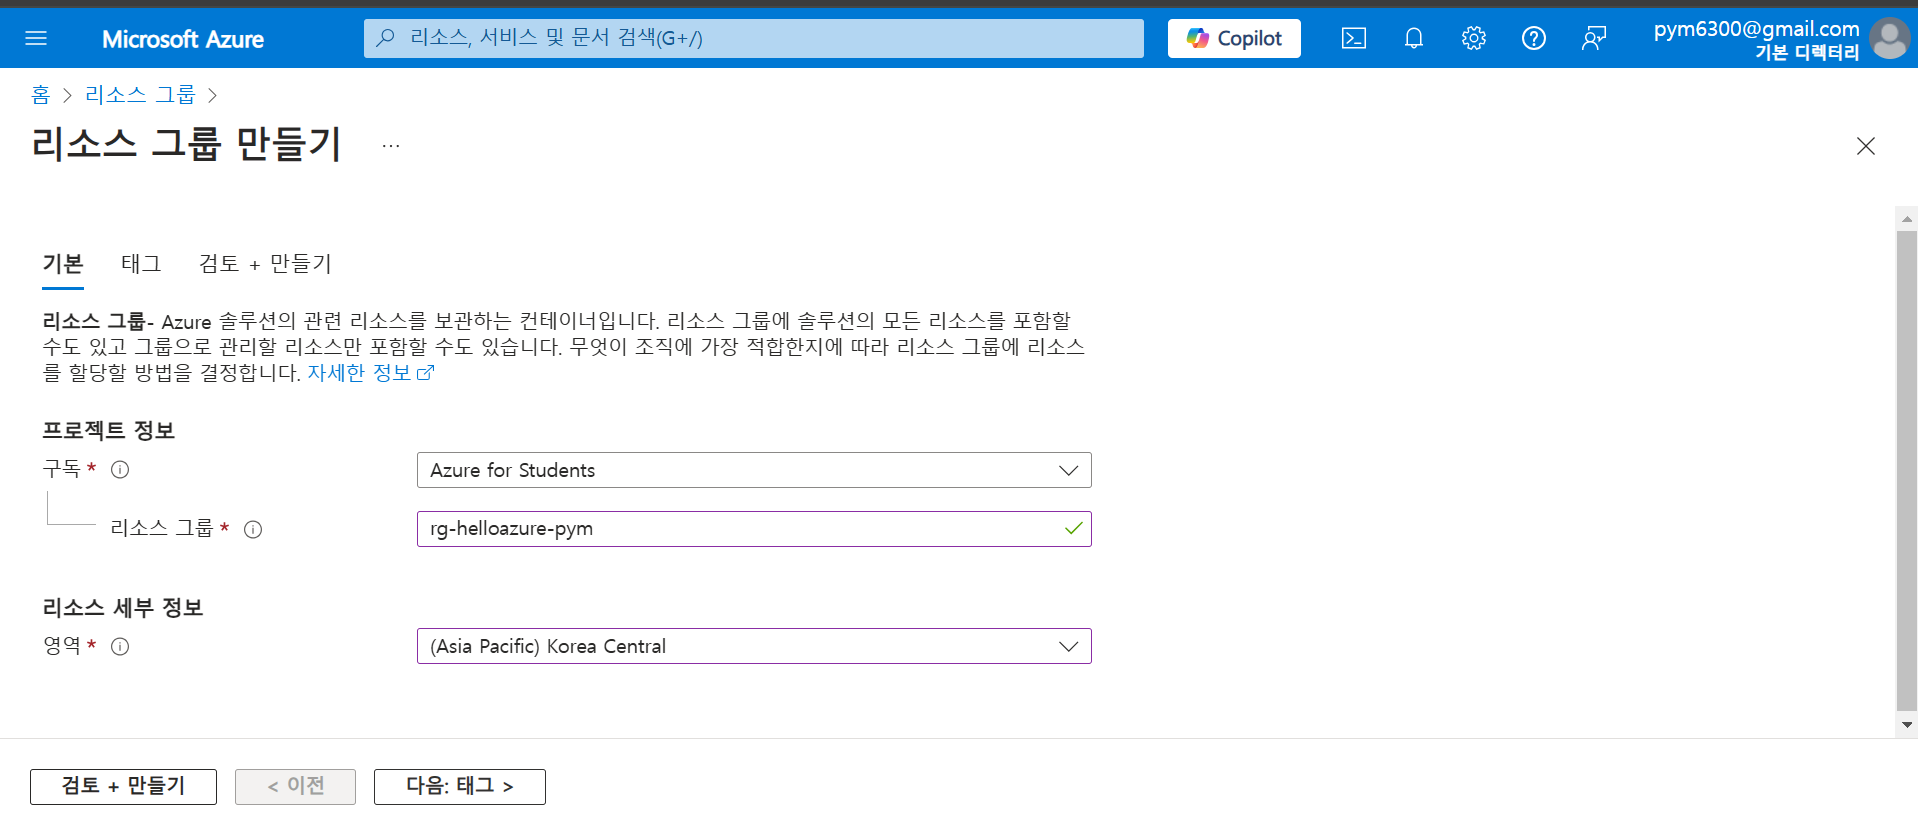 Microsoft Azure
리소스, 서비스 및 문서 검색(G+/)
Copilot
pym6300@gmail.com
기본 디렉터리
홈 > 리소스 그룹 >
리소스 그룹 만들기 ...
기본 태그 검토 + 만들기
리소스 그룹- Azure 솔루션의 관련 리소스를 보관하는 컨테이너입니다. 리소스 그룹에 솔루션의 모든 리소스를 포함할
수도 있고 그룹으로 관리할 리소스만 포함할 수도 있습니다. 무엇이 조직에 가장 적합한지에 따라 리소스 그룹에 리소스
를 할당할 방법을 결정합니다. 자세한 정보
프로젝트 정보
구독 * Azure for Students
리소스 그룹 * rg-helloazure-pym
리소스 세부 정보
영역 * (Asia Pacific) Korea Central
검토 + 만들기 < 이전 다음: 태그 >